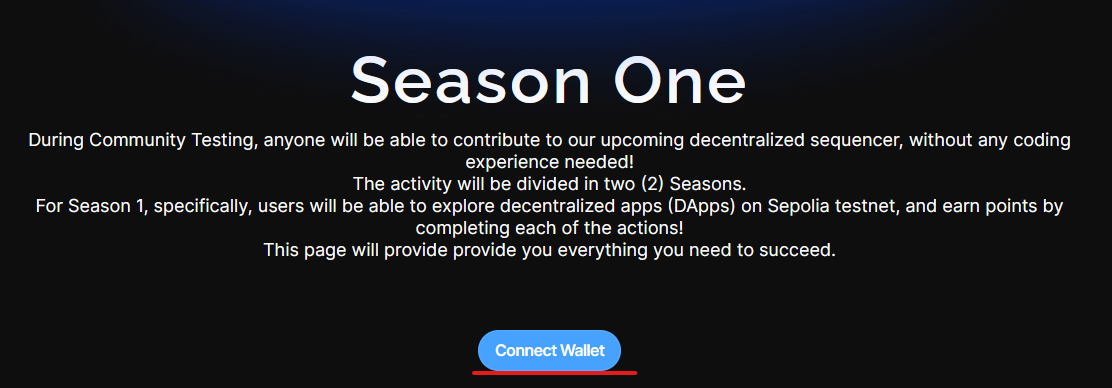 Season One
During Community Testing, anyone will be able to contribute to our upcoming decentralized sequencer, without any coding
experience needed!
The activity will be divided in two (2) Seasons.
For Season 1, specifically, users will be able to explore decentralized apps (DApps) on Sepolia testnet, and earn points by
completing each of the actions!
This page will provide provide you everything you need to succeed.
Connect Wallet